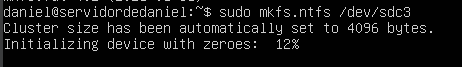 daniel@servidordedaniel:~$ sudo mkfs.ntfs /dev/sdc3
Cluster size has been automatically set to 4096 bytes.
Initializing device with zeroes:  12%